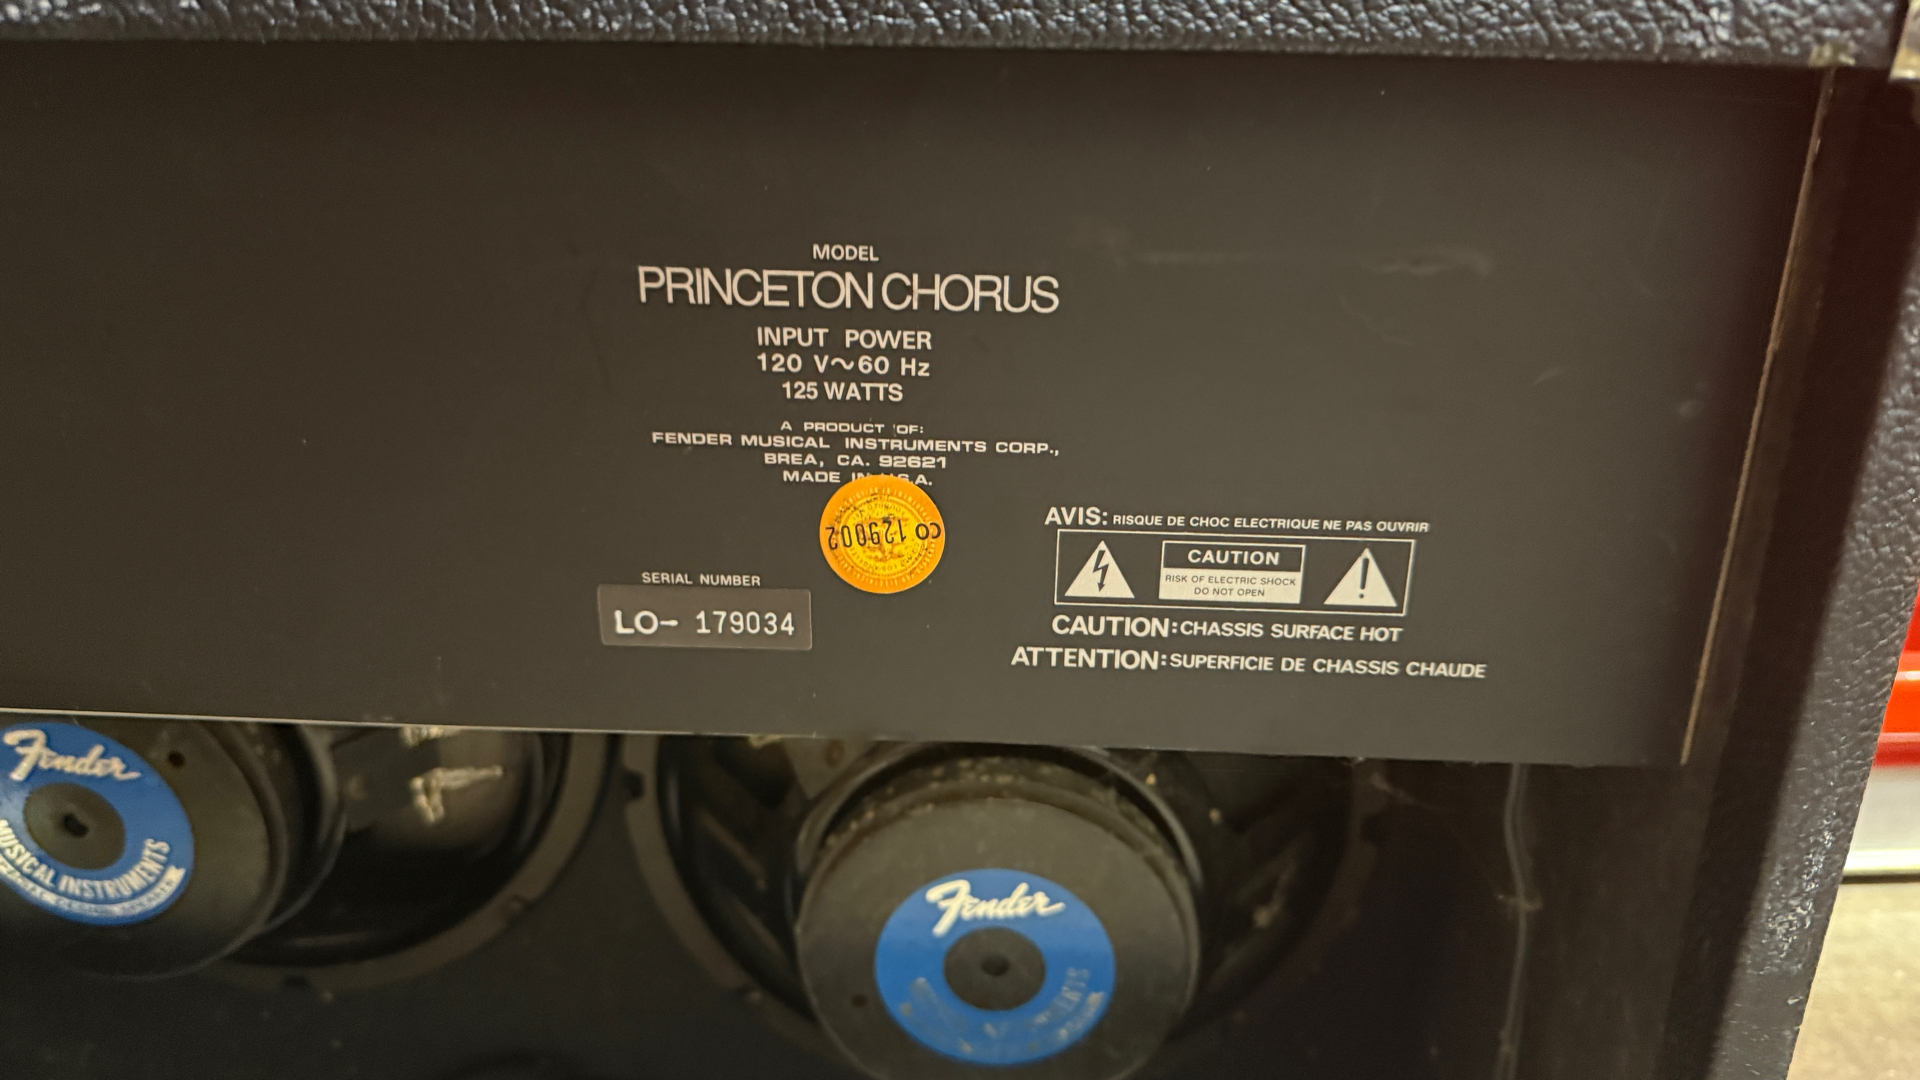 MODEL
PRINCETON CHORUS
INPUT POWER
120 V~60 Hz
125 WATTS
A PRODUCT OF:
FENDER MUSICAL INSTRUMENTS CORP.,
BREA, CA. 92621
MADE IN U.S.A.
CO 129002
SERIAL NUMBER
LO- 179034
AVIS: RISQUE DE CHOC ELECTRIQUE NE PAS OUVRIR
CAUTION
RISK OF ELECTRIC SHOCK
DO NOT OPEN
CAUTION: CHASSIS SURFACE HOT
ATTENTION: SUPERFICIE DE CHASSIS CHAUDE
Fender
MUSICAL INSTRUMENTS
Fender